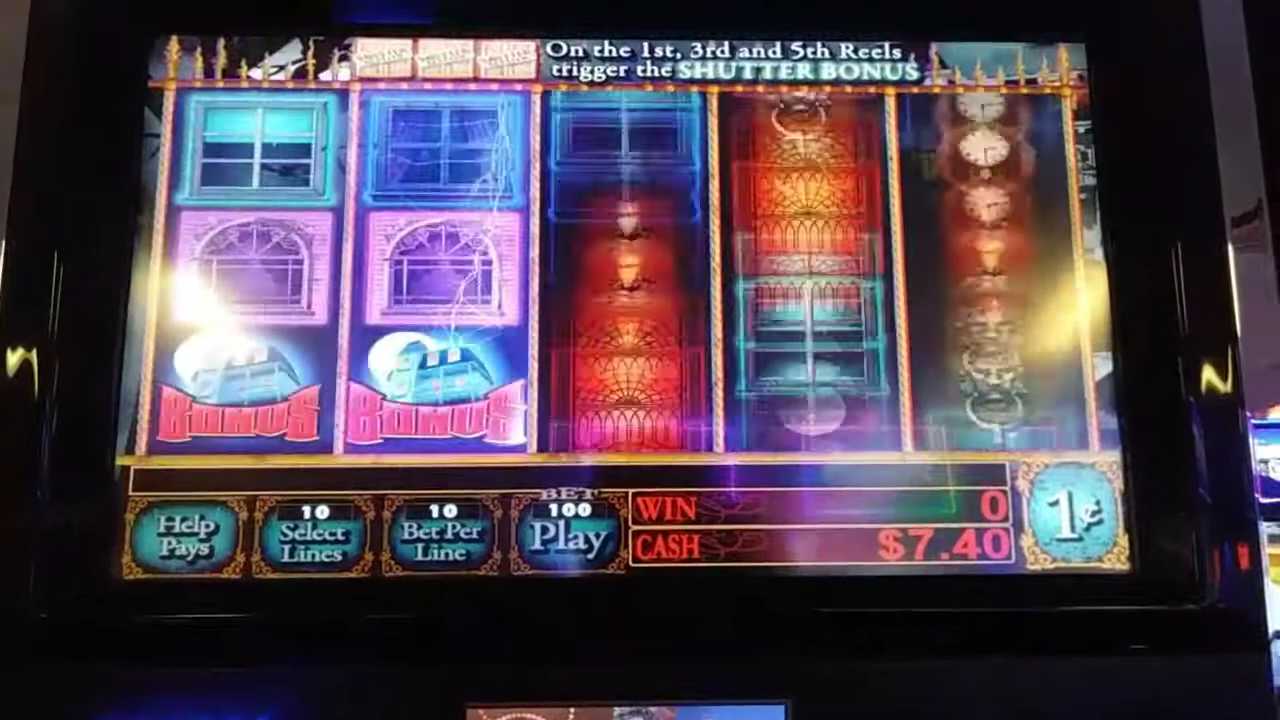 On the 1st, 3rd and 5th Reels
trigger the SHUTTER BONUS
BONUS
BONUS
Help
Pays
10
Select
Lines
10
Bet Per
Line
BET
100
Play
WIN 0
CASH $7.40
1¢